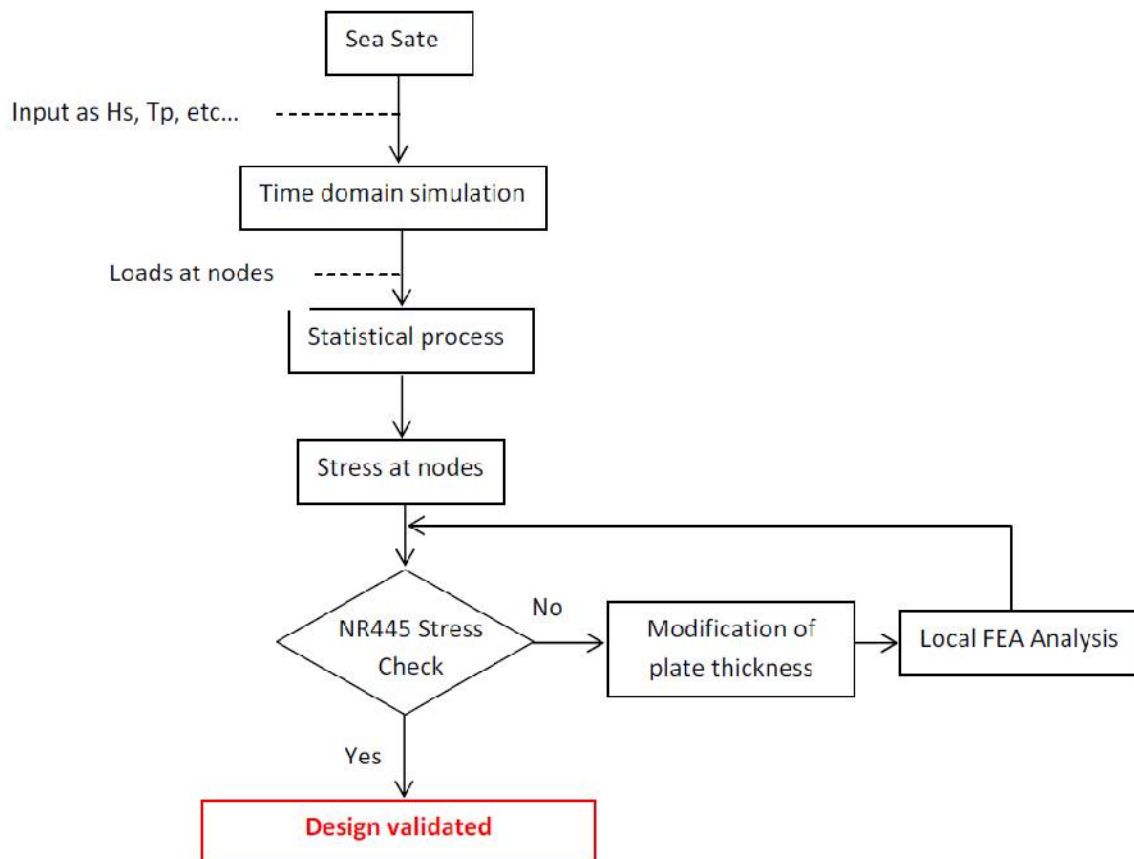 Sea Sate
Input as Hs, Tp, etc...
Time domain simulation
Loads at nodes
Statistical process
Stress at nodes
NR445 Stress
Check
No
Modification of
plate thickness
Local FEA Analysis
Yes
Design validated